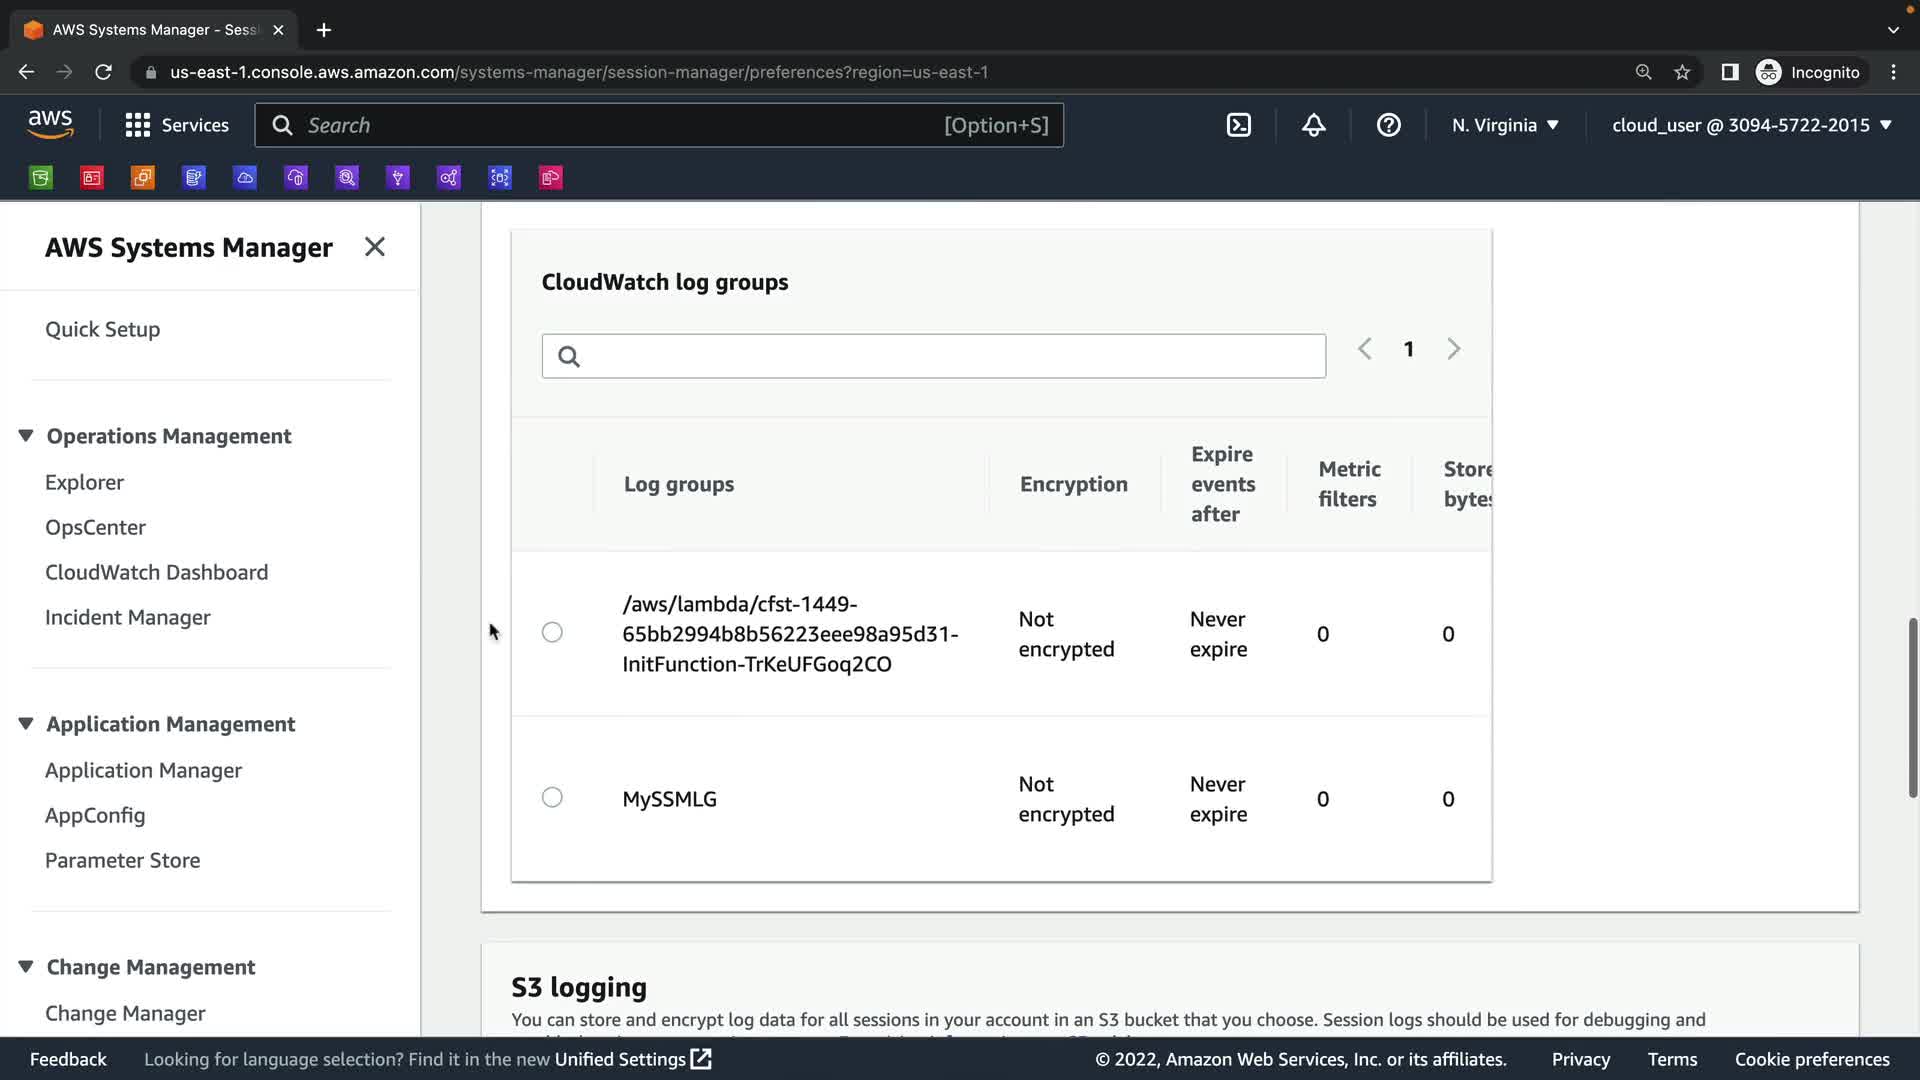 AWS Systems Manager - Sess
us-east-1.console.aws.amazon.com/systems-manager/session-manager/preferences?region=us-east-1
Incognito
aws
Services
Search
[Option+S]
N. Virginia
cloud_user @ 3094-5722-2015
AWS Systems Manager
Quick Setup
Operations Management
Explorer
OpsCenter
CloudWatch Dashboard
Incident Manager
Application Management
Application Manager
AppConfig
Parameter Store
Change Management
Change Manager
CloudWatch log groups
1
Log groups
Encryption
Expire
events
after
Metric
filters
Store
bytes
/aws/lambda/cfst-1449-
65bb2994b8b56223eee98a95d31-
InitFunction-TrKeUFGoq2CO
Not
encrypted
Never
expire
0
0
MySSMLG
Not
encrypted
Never
expire
0
0
S3 logging
You can store and encrypt log data for all sessions in your account in an S3 bucket that you choose. Session logs should be used for debugging and
Feedback
Looking for language selection? Find it in the new Unified Settings
© 2022, Amazon Web Services, Inc. or its affiliates.
Privacy
Terms
Cookie preferences